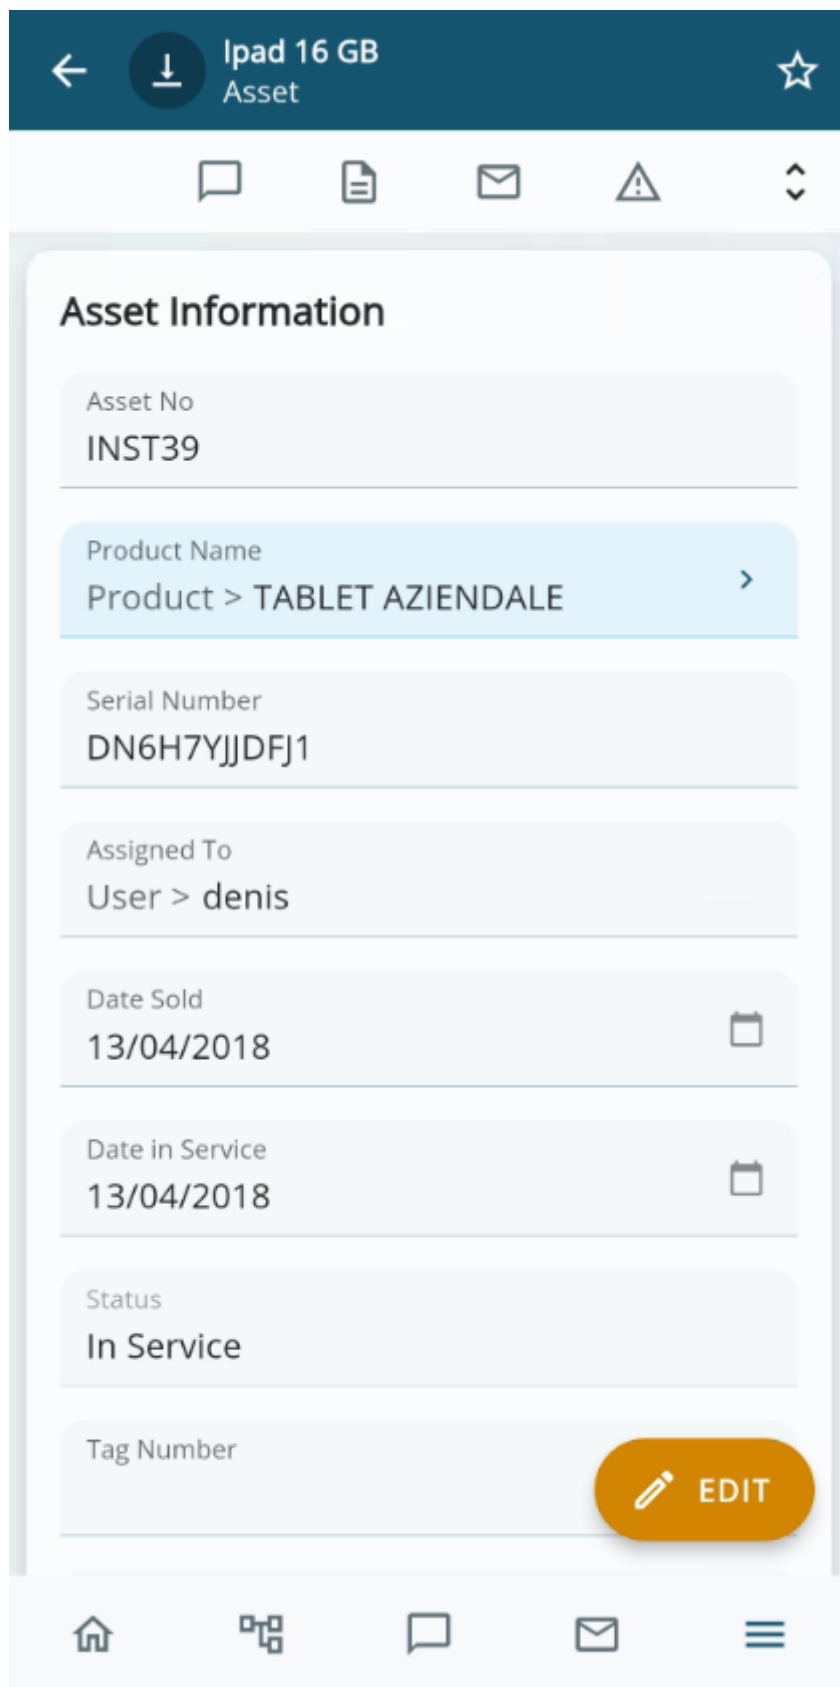 Ipad 16 GB
Asset
Asset Information
Asset No
INST39
Product Name
Product > TABLET AZIENDALE
Serial Number
DN6H7YJJDFJ1
Assigned To
User > denis
Date Sold
13/04/2018
Date in Service
13/04/2018
Status
In Service
Tag Number
EDIT